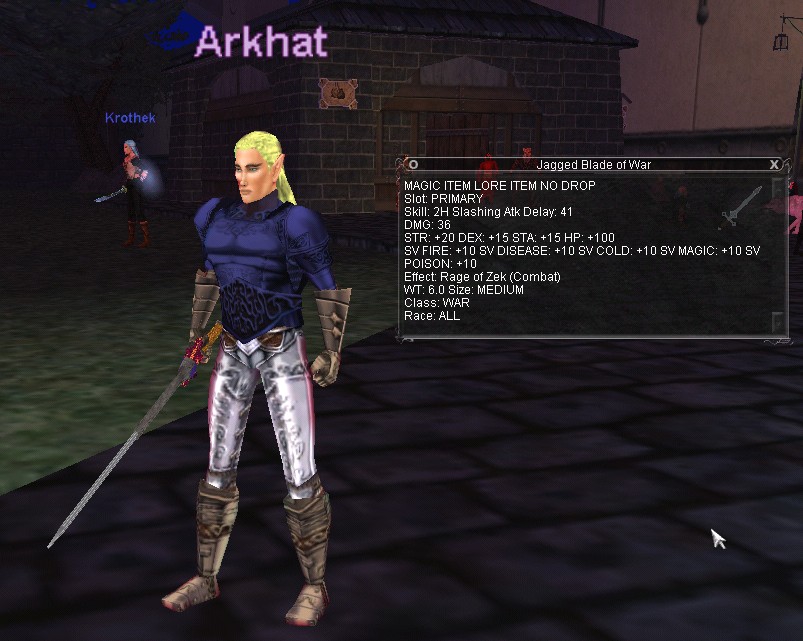 Arkhat
Krothek
Jagged Blade of War
MAGIC ITEM LORE ITEM NO DROP
Slot: PRIMARY
Skill: 2H Slashing Atk Delay: 41
DMG: 36
STR: +20 DEX: +15 STA: +15 HP: +100
SV FIRE: +10 SV DISEASE: +10 SV COLD: +10 SV MAGIC: +10 SV
POISON: +10
Effect: Rage of Zek (Combat)
WT: 6.0 Size: MEDIUM
Class: WAR
Race: ALL